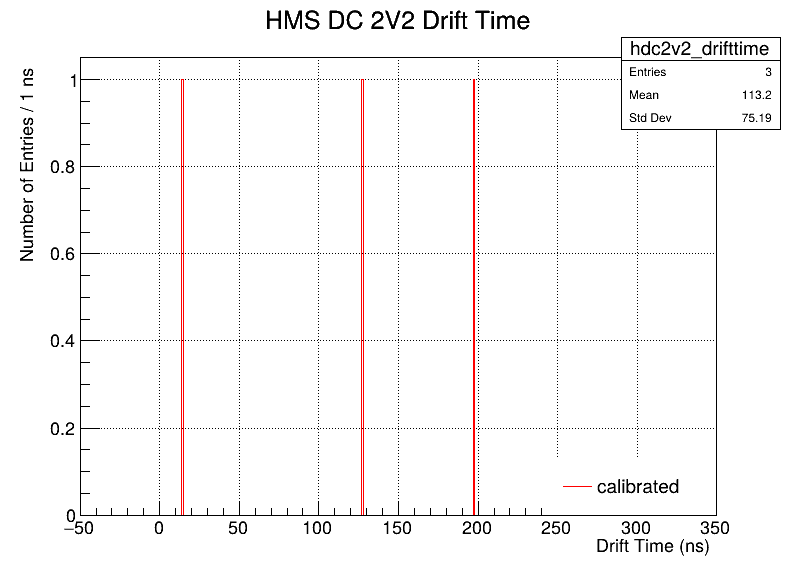 HMS DC 2V2 Drift Time
hdc2v2_drifttime
Entries 3
Mean 113.2
Std Dev 75.19
Number of Entries / 1 ns
1
0.8
0.6
0.4
0.2
0
calibrated
−50 0 50 100 150 200 250 300 350
Drift Time (ns)